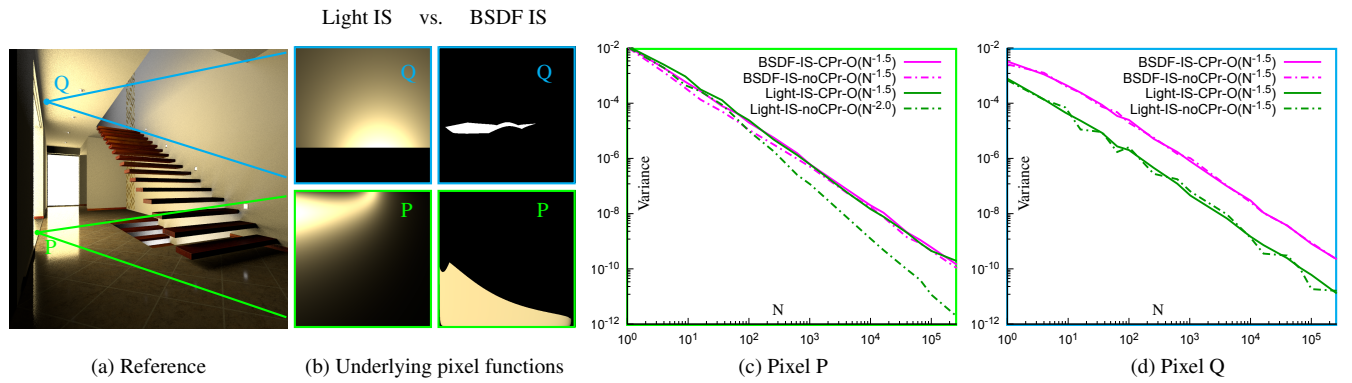 Light IS vs. BSDF IS
Q
P
Q
Q
P
P
10^-2
10^-4
10^-6
10^-8
10^-10
10^-12
Variance
BSDF-IS-CPr-O(N^-1.5)
BSDF-IS-noCPr-O(N^-1.5)
Light-IS-CPr-O(N^-1.5)
Light-IS-noCPr-O(N^-2.0)
N
10^0 10^1 10^2 10^3 10^4 10^5
10^-2
10^-4
10^-6
10^-8
10^-10
10^-12
Variance
BSDF-IS-CPr-O(N^-1.5)
BSDF-IS-noCPr-O(N^-1.5)
Light-IS-CPr-O(N^-1.5)
Light-IS-noCPr-O(N^-1.5)
N
10^0 10^1 10^2 10^3 10^4 10^5
(a) Reference
(b) Underlying pixel functions
(c) Pixel P
(d) Pixel Q